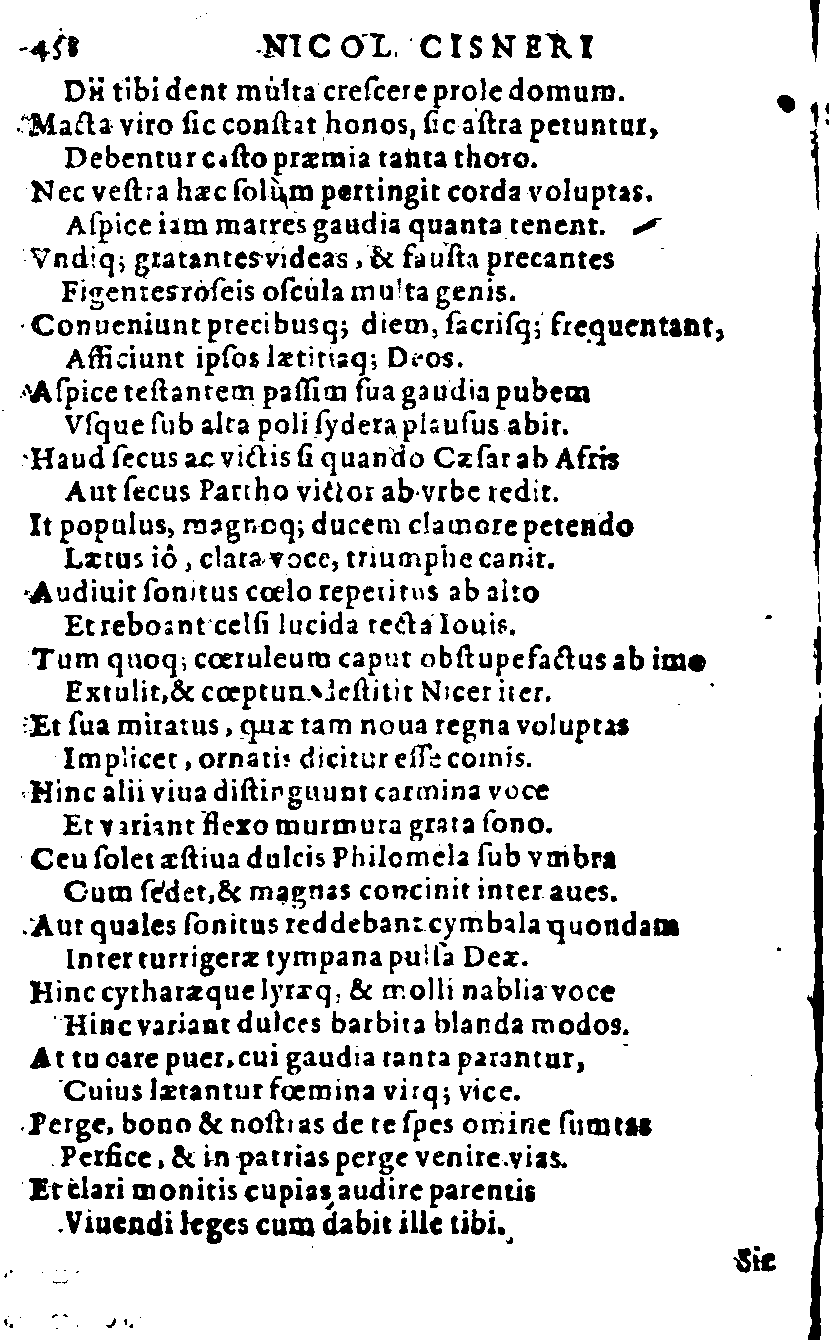 458 NICOL. CISNERI
Dii tibi dent multa creſcere prole domum.
Macta viro ſic conſtat honos, ſic aſtra petuntur,
Debentur caſto præmia tanta thoro.
Nec veſtra hæc ſolùm pertingit corda voluptas.
Aſpice iam matres gaudia quanta tenent.
Vndiq; gratantes videas, & fauſta precantes
Figentes roſeis oſcula multa genis.
Conueniunt precibusq; diem, ſacriſq; frequentant,
Afficiunt ipſos lætitiaq; Deos.
Aſpice teſtantem paſſim ſua gaudia pubem
Vſque ſub alta poli ſydera plauſus abit.
Haud ſecus ac victis ſi quando Cæſar ab Afris
Aut ſecus Partho victor ab vrbe redit.
It populus, magnoq; ducem clamore petendo
Lætus iô, clara voce, triumphe canit.
Audiuit ſonitus cœlo repetitus ab alto
Et reboant celſi lucida tecta Iouis.
Tum quoq; cœruleum caput obſtupefactus ab imo
Extulit, & cœptum deſtitit Nicer iter.
Et ſua miratus, quæ tam noua regna voluptas
Implicet, ornatis dicitur eſſe comis.
Hinc alii viua diſtinguunt carmina voce
Et variant flexo murmura grata ſono.
Ceu ſolet æſtiua dulcis Philomela ſub vmbra
Cum ſedet, & magnas concinit inter aues.
Aut quales ſonitus reddebant cymbala quondam
Inter turrigeræ tympana pulſa Deæ.
Hinc cytharæque lyræq, & molli nablia voce
Hinc variant dulces barbita blanda modos.
At tu care puer, cui gaudia tanta parantur,
Cuius lætantur fœmina virq; vice.
Perge, bono & noſtras de te ſpes omine ſumtas
Perfice, & in patrias perge venire vias.
Et clari monitis cupias audire parentis
Viuendi leges cum dabit ille tibi.
Sic